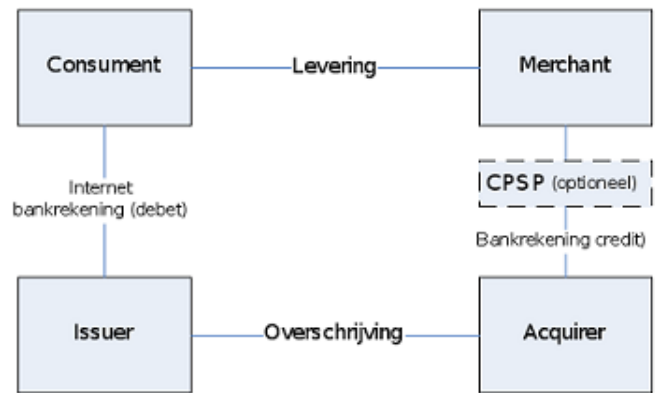 Consument
Levering
Merchant
Internet
bankrekening (debet)
CPSP (optioneel)
Bankrekening credit)
Issuer
Overschrijving
Acquirer